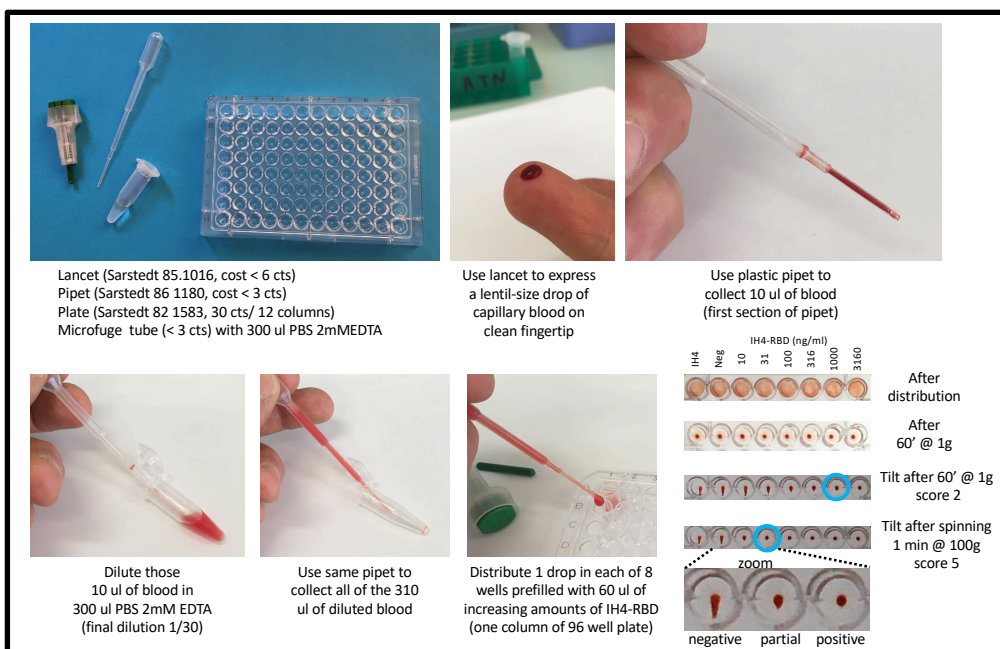 ATN
Lancet (Sarstedt 85.1016, cost < 6 cts)
Pipet (Sarstedt 86 1180, cost < 3 cts)
Plate (Sarstedt 82 1583, 30 cts/ 12 columns)
Microfuge tube (< 3 cts) with 300 ul PBS 2mMEDTA
Use lancet to express
a lentil-size drop of
capillary blood on
clean fingertip
Use plastic pipet to
collect 10 ul of blood
(first section of pipet)
IH4-RBD (ng/ml)
IH4
Neg
10
31
100
316
1000
3160
After
distribution
After
60’ @ 1g
Tilt after 60’ @ 1g
score 2
Tilt after spinning
1 min @ 100g
score 5
zoom
negative partial positive
B
C
D
Dilute those
10 ul of blood in
300 ul PBS 2mM EDTA
(final dilution 1/30)
Use same pipet to
collect all of the 310
ul of diluted blood
Distribute 1 drop in each of 8
wells prefilled with 60 ul of
increasing amounts of IH4-RBD
(one column of 96 well plate)